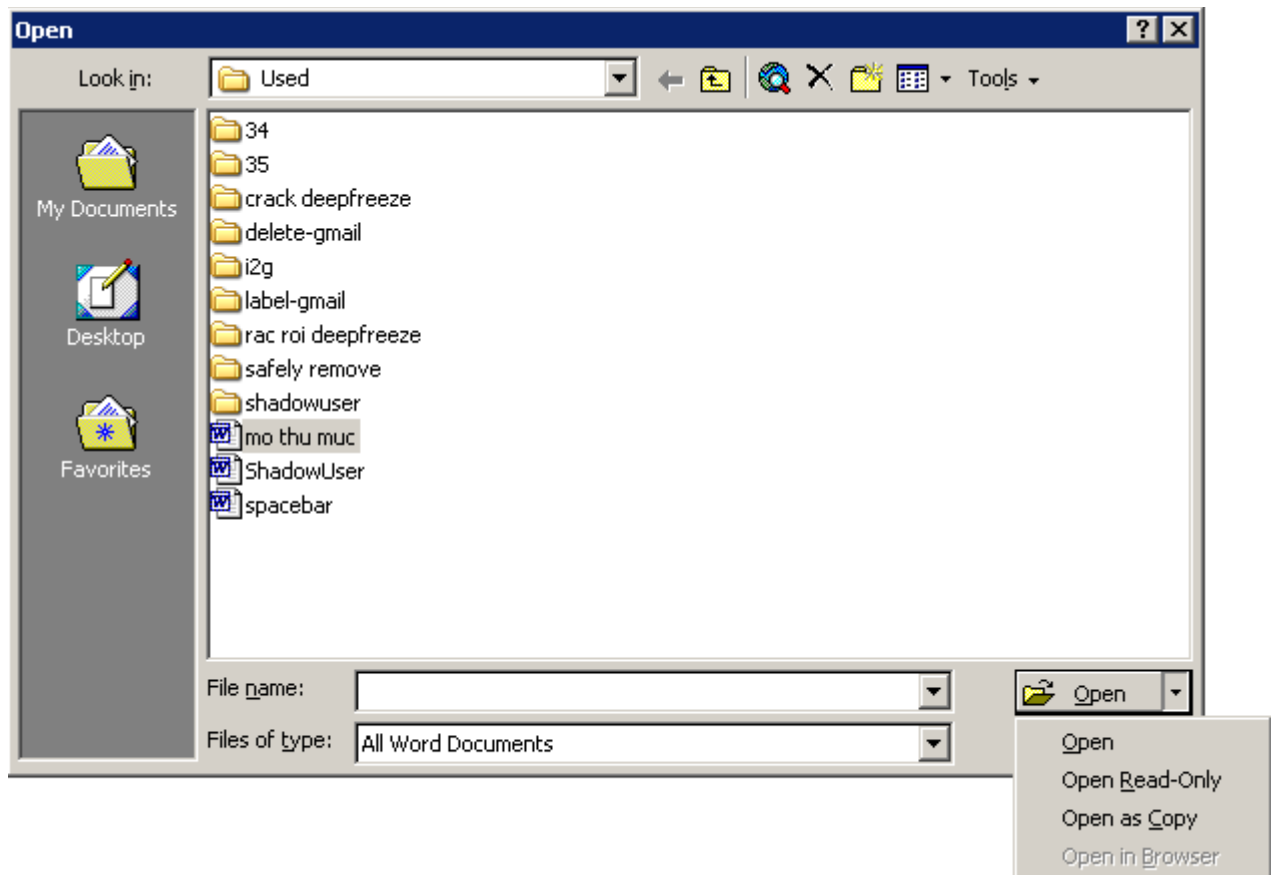 Open
Look in:
Used
Tools
My Documents
Desktop
Favorites
34
35
crack deepfreeze
delete-gmail
i2g
label-gmail
rac roi deepfreeze
safely remove
shadowuser
mo thu muc
ShadowUser
spacebar
File name:
Open
Files of type:
All Word Documents
Open
Open Read-Only
Open as Copy
Open in Browser